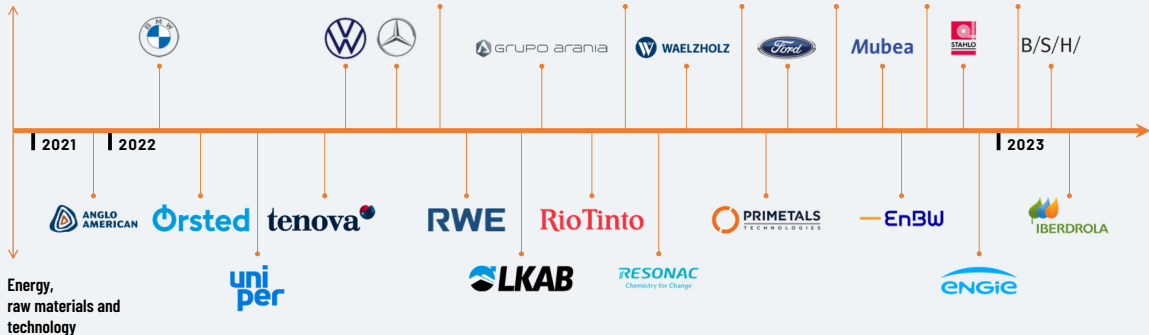 BMW
GRUPO arania
WAELZHOLZ
Ford
Mubea
STAHLO
B/S/H/
2021
2022
2023
ANGLO
AMERICAN
Orsted
tenova
RWE
RioTinto
PRIMETALS
TECHNOLOGIES
EnBW
IBERDROLA
uni
per
LKAB
RESONAC
Chemistry for Change
ENGIE
Energy,
raw materials and
technology